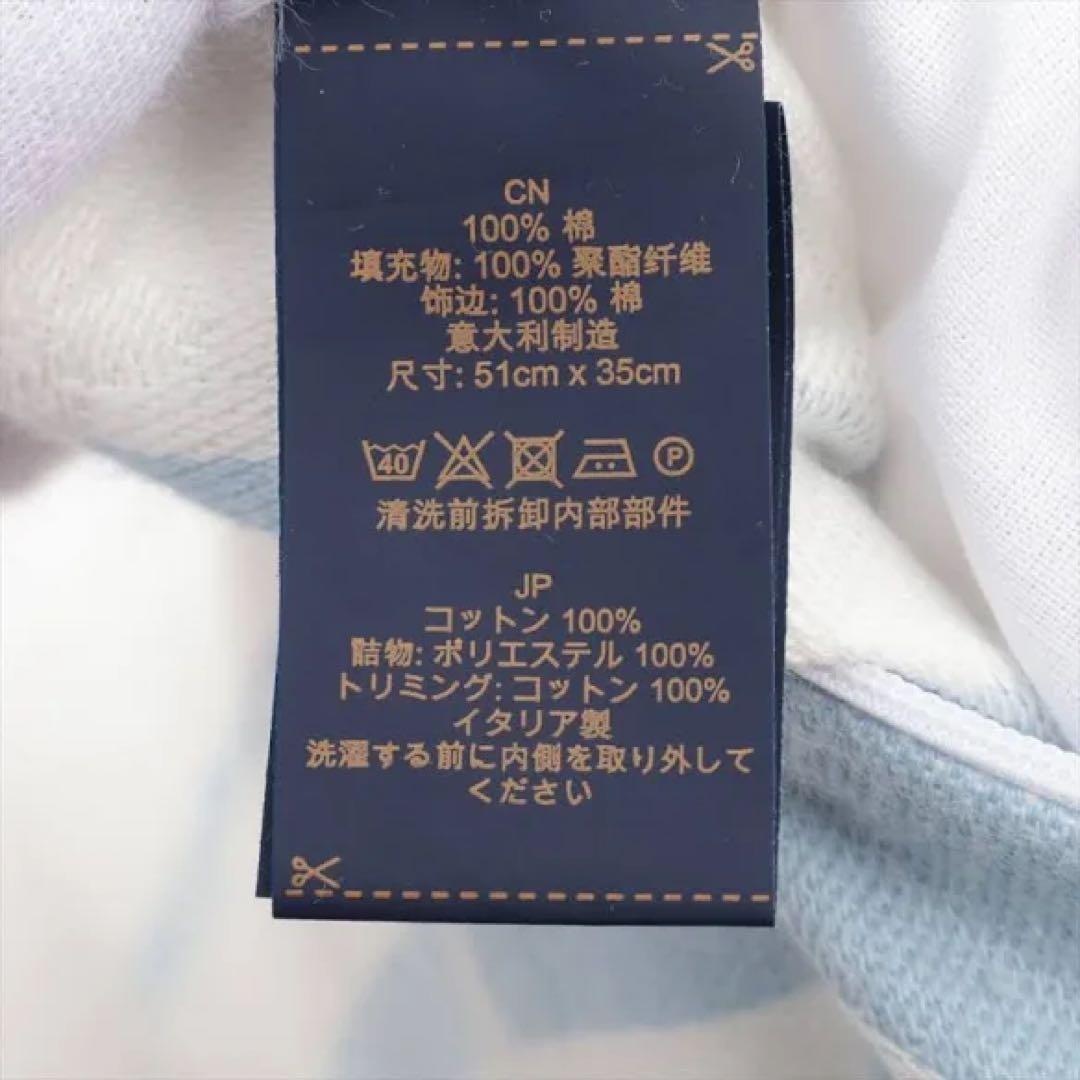 CN
100% 棉
填充物: 100% 聚酯纤维
饰边: 100% 棉
意大利制造
尺寸: 51cm x 35cm
40 P
清洗前拆卸内部部件
JP
コットン 100%
詰物: ポリエステル 100%
トリミング: コットン 100%
イタリア製
洗濯する前に内側を取り外して
ください